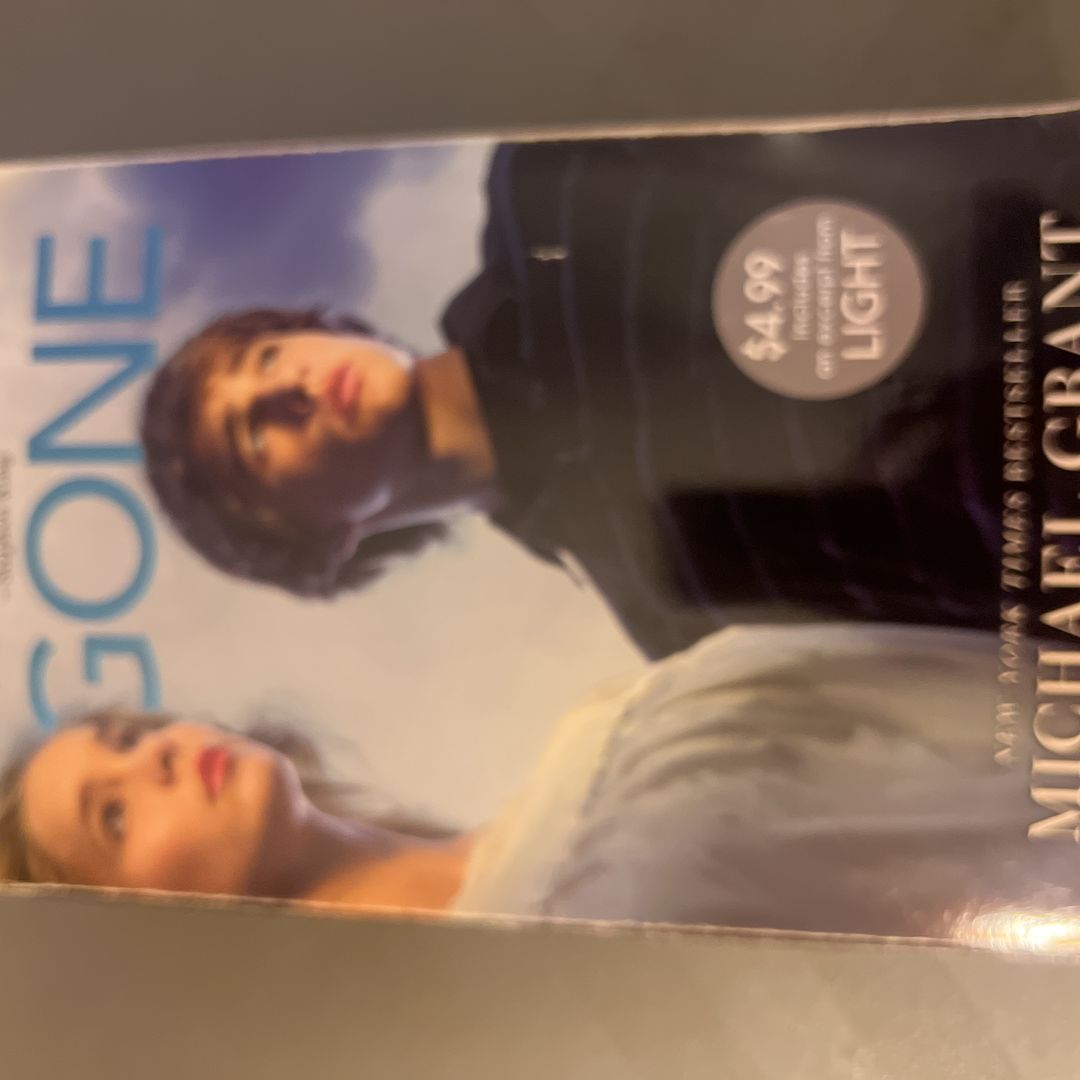 GONE
$4.99
includes
an excerpt from
LIGHT
NEW YORK TIMES BESTSELLER
MICHAEL GRANT